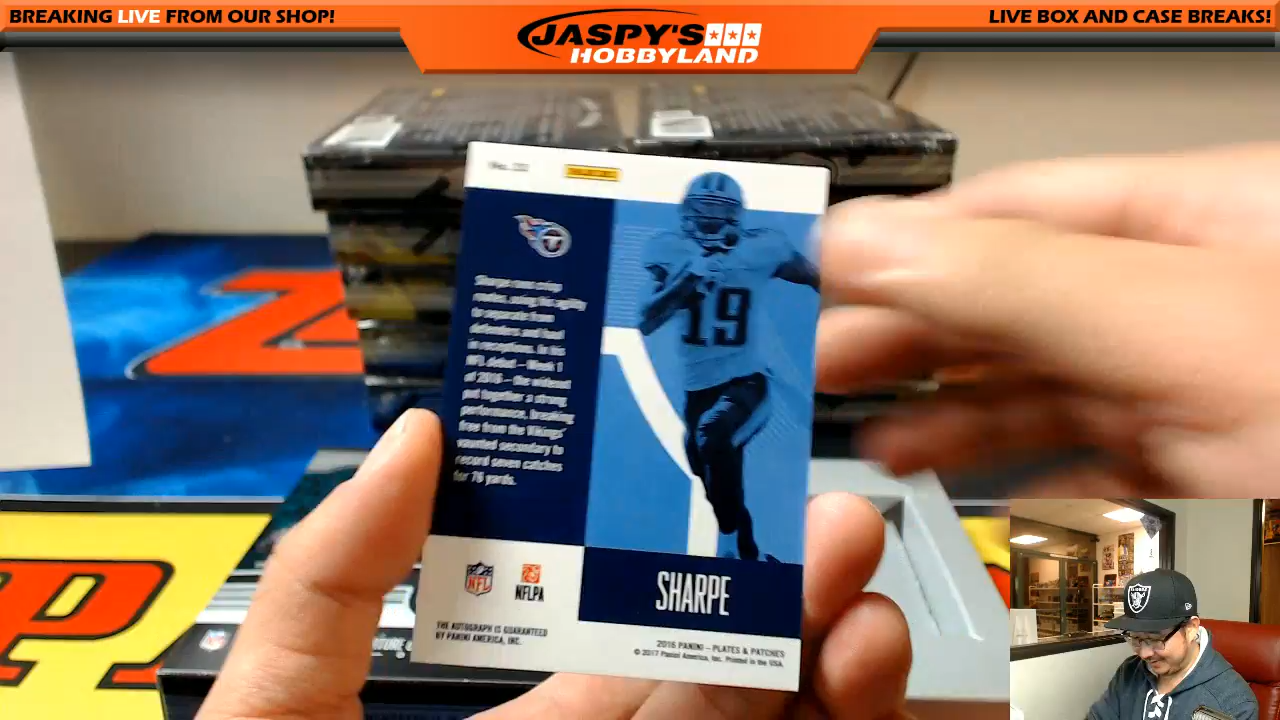 BREAKING LIVE FROM OUR SHOP!
JASPY'S
HOBBYLAND
LIVE BOX AND CASE BREAKS!
PANINI
19
Sharpe runs crisp
routes, using his agility
to separate from
defenders and haul
in receptions. In his
NFL debut – Week 1
of 2016 – the wideout
put together a strong
performance, breaking
free from the Vikings'
vaunted secondary to
record seven catches
for 76 yards.
NFL
NFLPA
SHARPE
THE AUTOGRAPH IS GUARANTEED
BY PANINI AMERICA, INC.
2016 PANINI – PLATES & PATCHES
© 2017 Panini America, Inc. Printed in the USA.